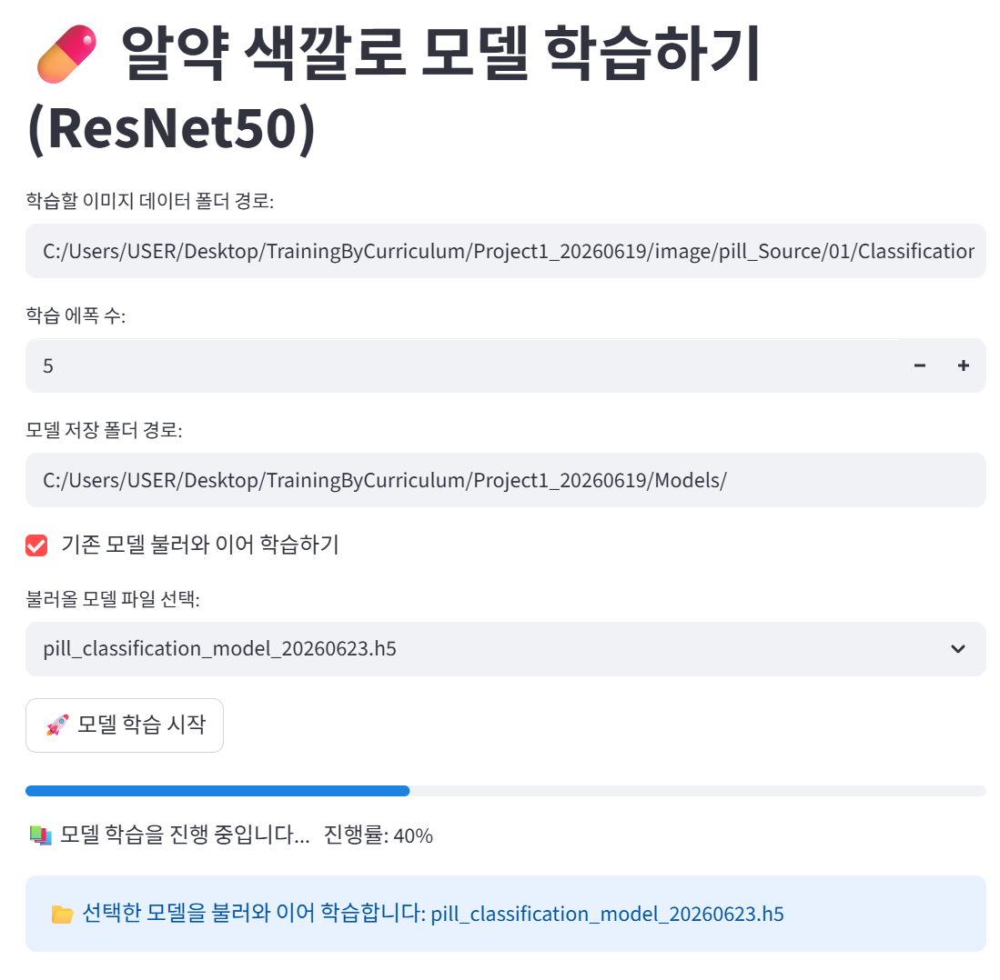 알약 색깔로 모델 학습하기
(ResNet50)
학습할 이미지 데이터 폴더 경로:
C:/Users/USER/Desktop/TrainingByCurriculum/Project1_20260619/image/pill_Source/01/Classification
학습 에폭 수:
5
모델 저장 폴더 경로:
C:/Users/USER/Desktop/TrainingByCurriculum/Project1_20260619/Models/
기존 모델 불러와 이어 학습하기
불러올 모델 파일 선택:
pill_classification_model_20260623.h5
모델 학습 시작
모델 학습을 진행 중입니다... 진행률: 40%
선택한 모델을 불러와 이어 학습합니다: pill_classification_model_20260623.h5